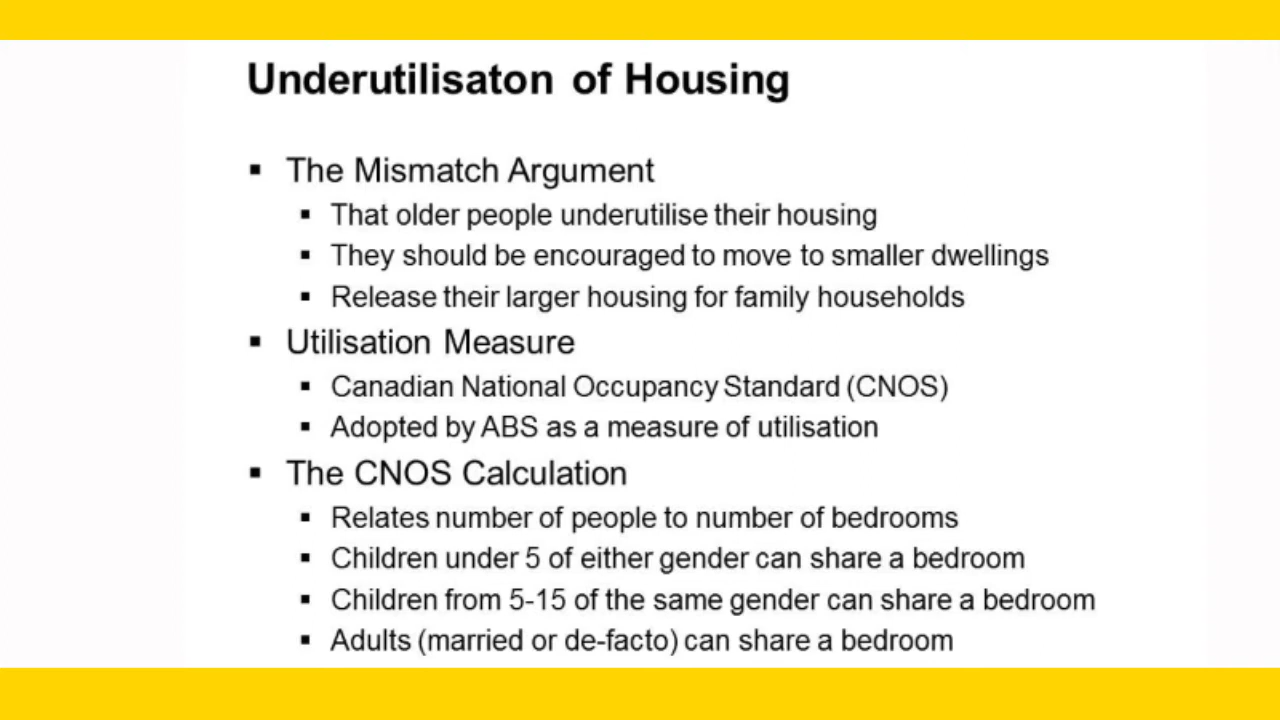 Underutilisaton of Housing
▪ The Mismatch Argument
▪ That older people underutilise their housing
▪ They should be encouraged to move to smaller dwellings
▪ Release their larger housing for family households
▪ Utilisation Measure
▪ Canadian National Occupancy Standard (CNOS)
▪ Adopted by ABS as a measure of utilisation
▪ The CNOS Calculation
▪ Relates number of people to number of bedrooms
▪ Children under 5 of either gender can share a bedroom
▪ Children from 5-15 of the same gender can share a bedroom
▪ Adults (married or de-facto) can share a bedroom